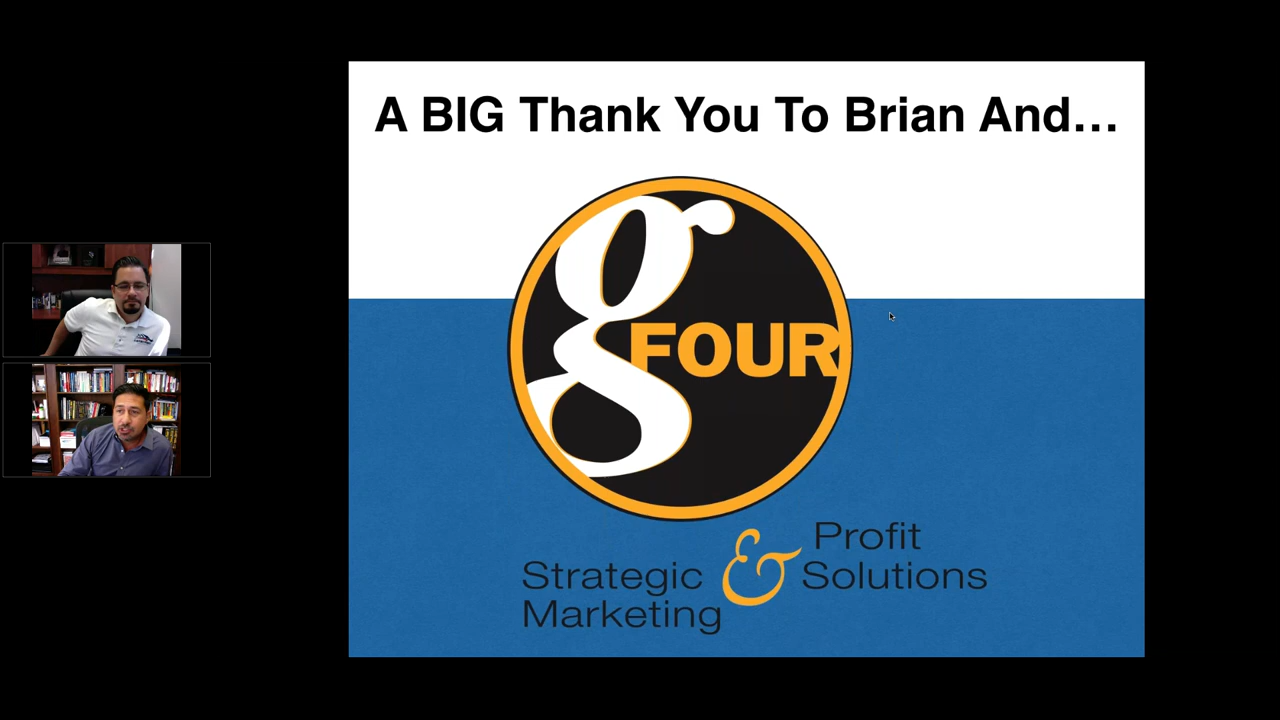 A BIG Thank You To Brian And...
g
FOUR
Strategic & Profit
Marketing Solutions